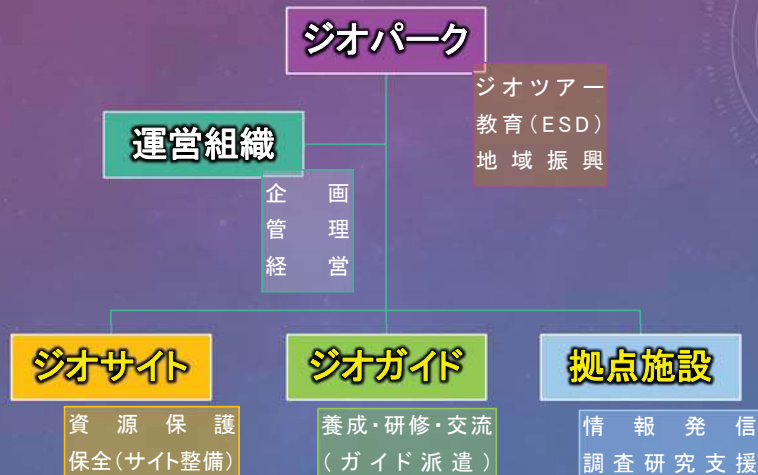 ジオパーク
ジオツアー
教育(ESD)
地域振興
運営組織
企画
管理
経営
ジオサイト
資源保護
保全(サイト整備)
ジオガイド
養成・研修・交流
(ガイド派遣)
拠点施設
情報発信
調査研究支援